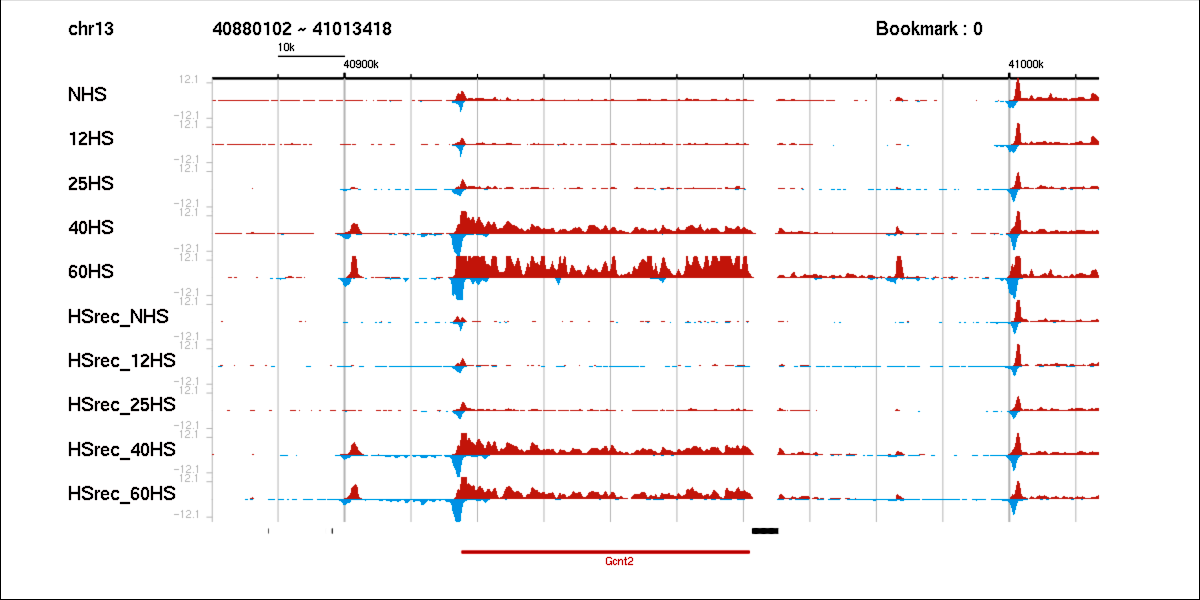 chr13 40880102 ~ 41013418 Bookmark : 0
10k
40900k 41000k
12.1
NHS
-12.1
12.1
12HS
-12.1
12.1
25HS
-12.1
12.1
40HS
-12.1
12.1
60HS
-12.1
12.1
HSrec_NHS
-12.1
12.1
HSrec_12HS
-12.1
12.1
HSrec_25HS
-12.1
12.1
HSrec_40HS
-12.1
12.1
HSrec_60HS
-12.1
Gcnt2